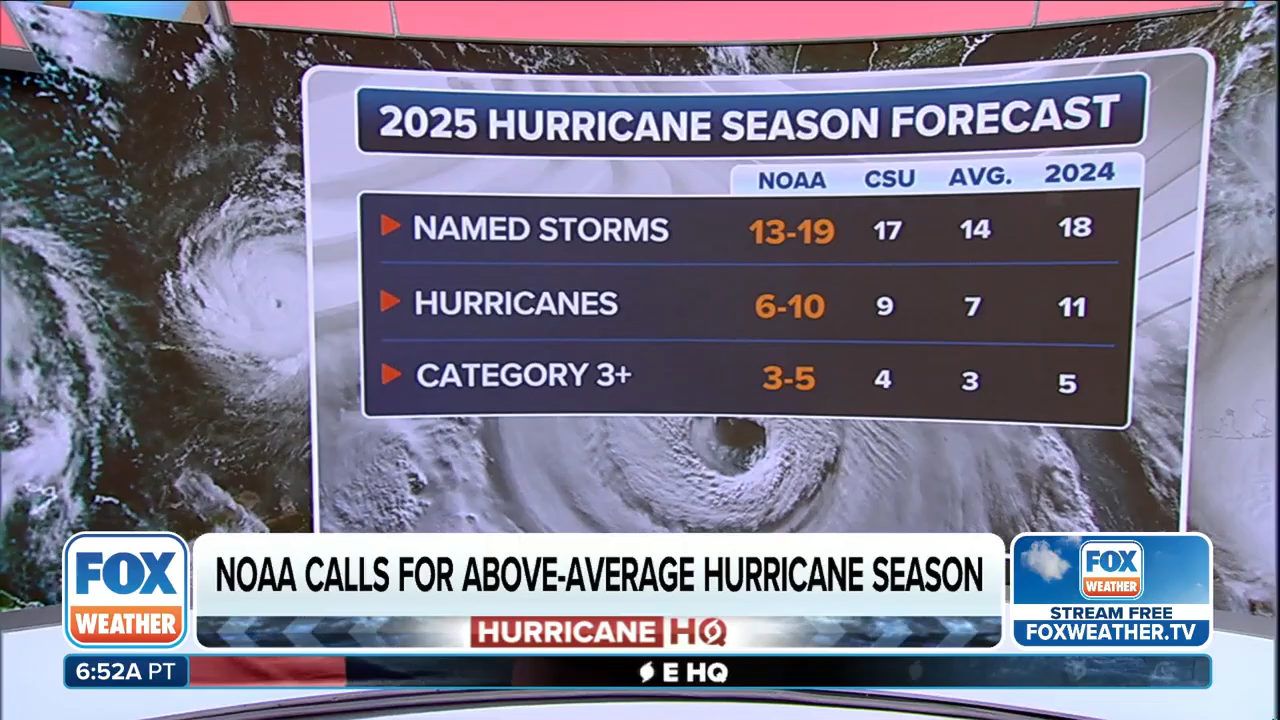 2025 HURRICANE SEASON FORECAST
NOAA CSU AVG. 2024
NAMED STORMS 13-19 17 14 18
HURRICANES 6-10 9 7 11
CATEGORY 3+ 3-5 4 3 5
FOX WEATHER
NOAA CALLS FOR ABOVE-AVERAGE HURRICANE SEASON
HURRICANE HQ
FOX WEATHER
STREAM FREE
FOXWEATHER.TV
6:52A PT
E HQ